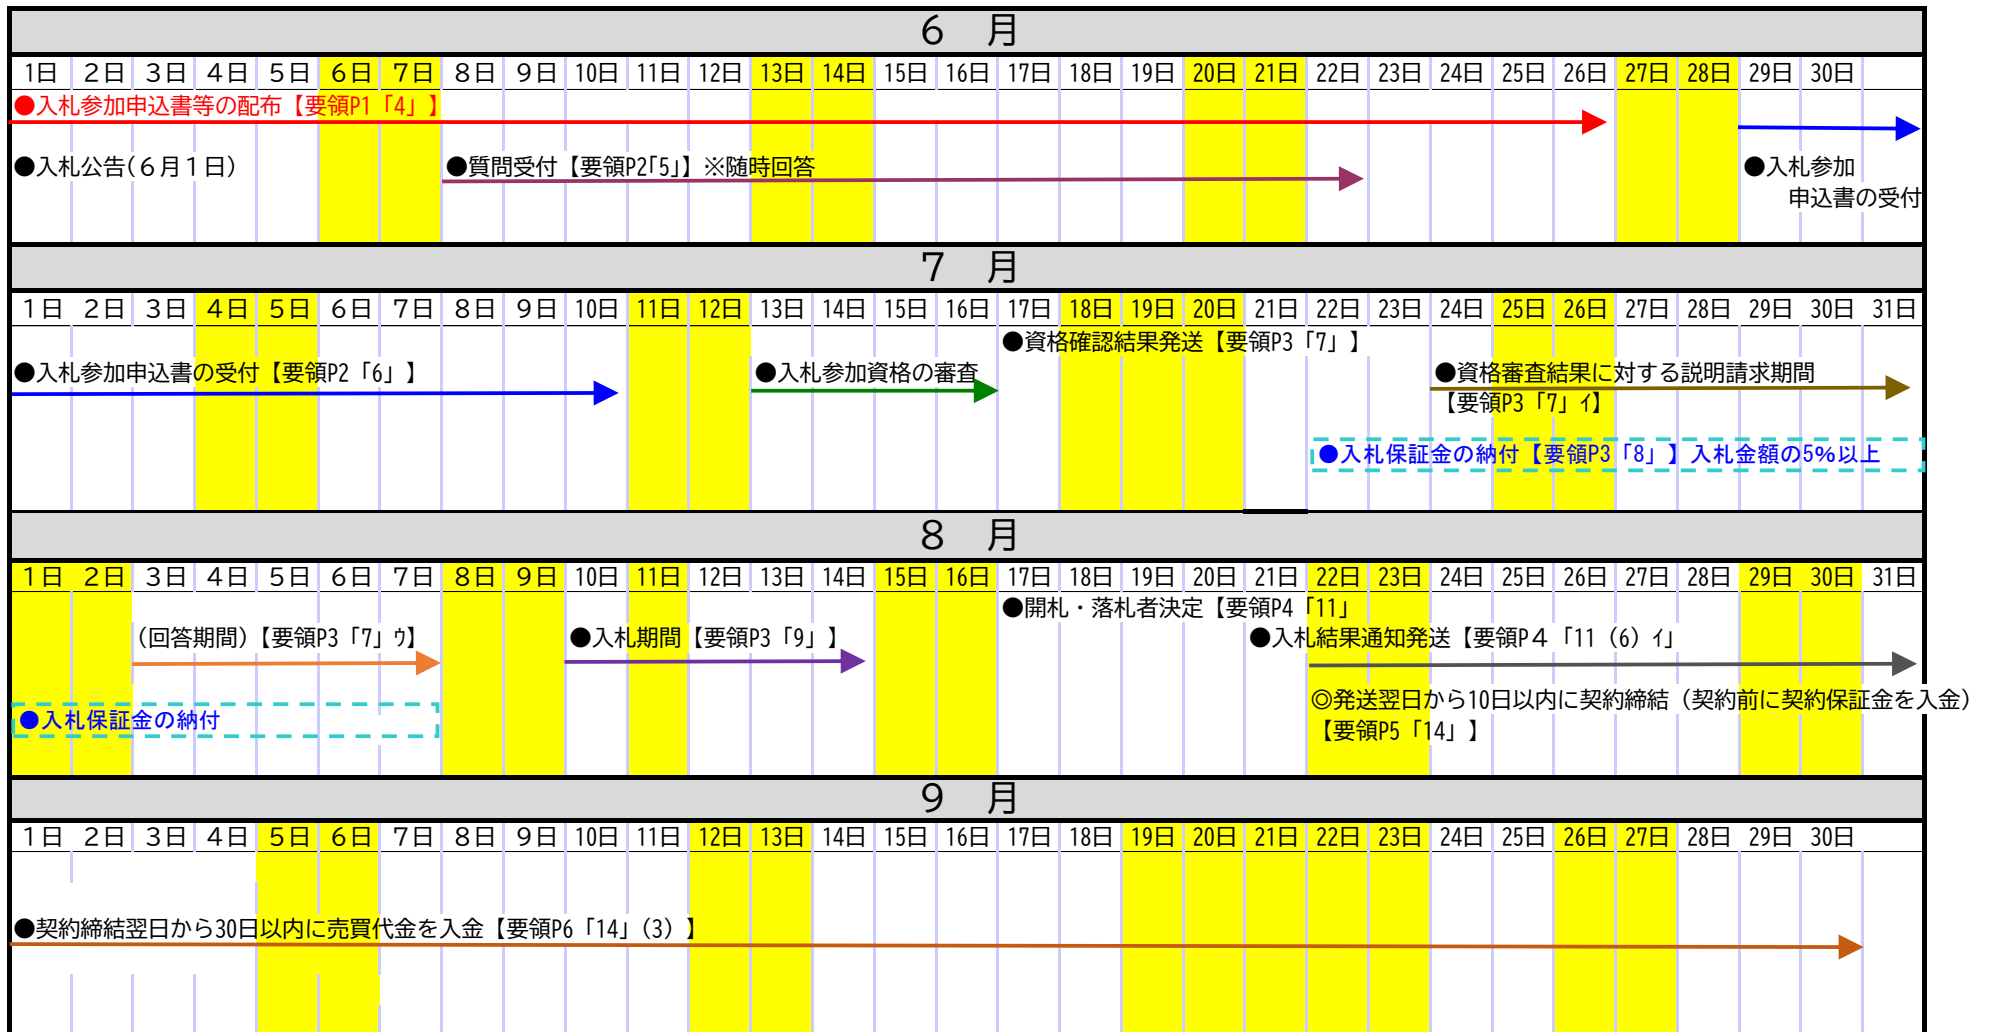 ６　月
1日 ２日 ３日 ４日 ５日 ６日 ７日 ８日 ９日 10日 11日 12日 13日 14日 15日 16日 17日 18日 19日 20日 21日 22日 23日 24日 25日 26日 27日 28日 29日 30日
●入札参加申込書等の配布【要領P1「4」】
●入札公告(６月１日)
●質問受付【要領P2「5」】※随時回答
●入札参加
申込書の受付
７　月
１日 ２日 ３日 ４日 ５日 ６日 ７日 ８日 ９日 10日 11日 12日 13日 14日 15日 16日 17日 18日 19日 20日 21日 22日 23日 24日 25日 26日 27日 28日 29日 30日 31日
●資格確認結果発送【要領P3「7」】
●入札参加申込書の受付【要領P2「6」】
●入札参加資格の審査
●資格審査結果に対する説明請求期間
【要領P3「7」ｲ】
●入札保証金の納付【要領P3「8」】入札金額の5%以上
８　月
１日 ２日 ３日 ４日 ５日 ６日 ７日 ８日 ９日 10日 11日 12日 13日 14日 15日 16日 17日 18日 19日 20日 21日 22日 23日 24日 25日 26日 27日 28日 29日 30日 31日
●開札・落札者決定【要領P4「11」
(回答期間)【要領P3「7」ｳ】
●入札期間【要領P3「9」】
●入札結果通知発送【要領P４「11（6）ｲ」
◎発送翌日から10日以内に契約締結（契約前に契約保証金を入金）
【要領P5「14」】
●入札保証金の納付
９　月
１日 ２日 ３日 ４日 ５日 ６日 ７日 ８日 ９日 10日 11日 12日 13日 14日 15日 16日 17日 18日 19日 20日 21日 22日 23日 24日 25日 26日 27日 28日 29日 30日
●契約締結翌日から30日以内に売買代金を入金【要領P6「14」(3)】